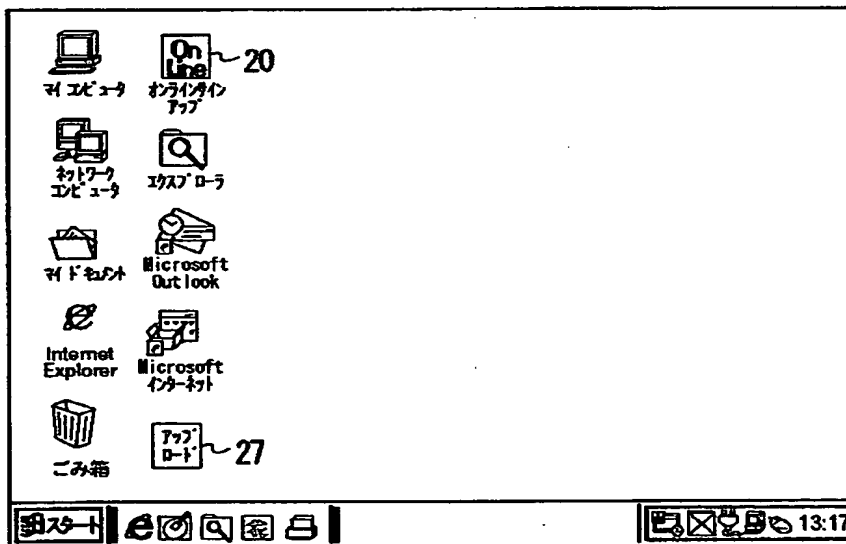 マイ コンピュータ
On
Line
20
オンラインサイン
アップ
ネットワーク
コンピュータ
エクスプローラ
マイ ドキュメント
Microsoft
Outlook
Internet
Explorer
Microsoft
インターネット
ごみ箱
アップ
ロード
27
スタート
13:17